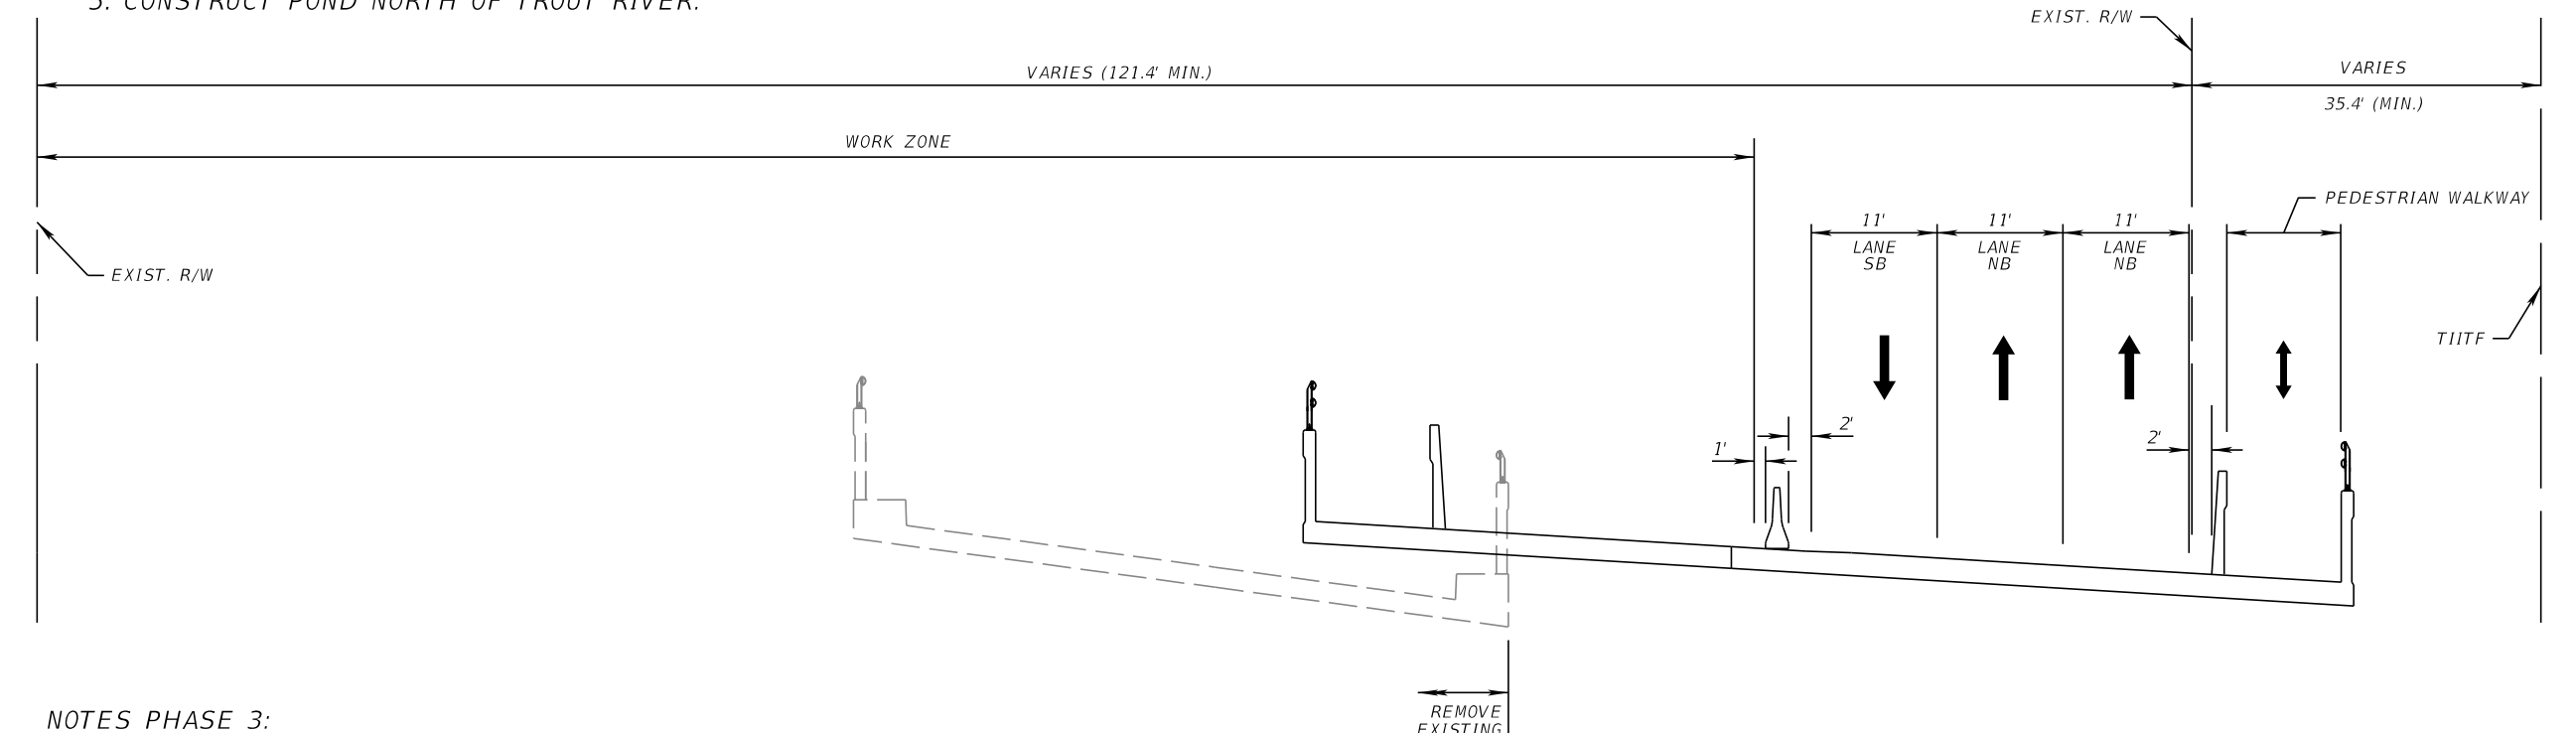 5. CONSTRUCT POND NORTH OF TROUT RIVER.
EXIST. R/W
VARIES (121.4' MIN.)
VARIES
35.4' (MIN.)
WORK ZONE
PEDESTRIAN WALKWAY
11'
11'
11'
LANE
SB
LANE
NB
LANE
NB
EXIST. R/W
TIITF
2'
1'
2'
REMOVE
EXISTING
NOTES PHASE 3: